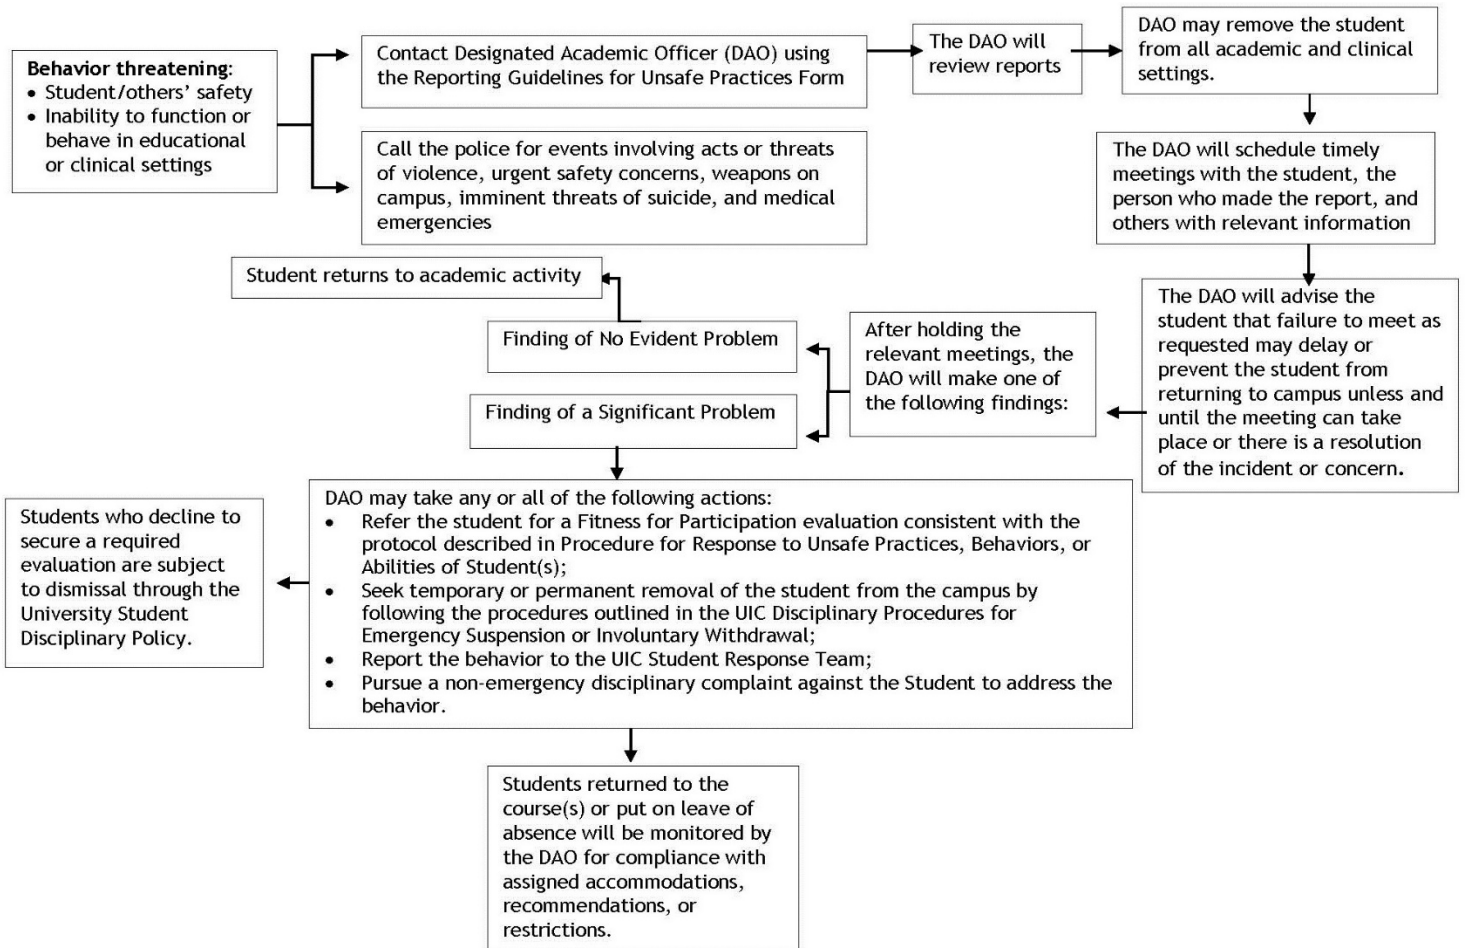 Behavior threatening:
• Student/others’ safety
• Inability to function or
behave in educational
or clinical settings
Contact Designated Academic Officer (DAO) using
the Reporting Guidelines for Unsafe Practices Form
Call the police for events involving acts or threats
of violence, urgent safety concerns, weapons on
campus, imminent threats of suicide, and medical
emergencies
The DAO will
review reports
DAO may remove the student
from all academic and clinical
settings.
The DAO will schedule timely
meetings with the student, the
person who made the report, and
others with relevant information
The DAO will advise the
student that failure to meet as
requested may delay or
prevent the student from
returning to campus unless and
until the meeting can take
place or there is a resolution
of the incident or concern.
After holding the
relevant meetings, the
DAO will make one of
the following findings:
Finding of No Evident Problem
Student returns to academic activity
Finding of a Significant Problem
DAO may take any or all of the following actions:
• Refer the student for a Fitness for Participation evaluation consistent with the
protocol described in Procedure for Response to Unsafe Practices, Behaviors, or
Abilities of Student(s);
• Seek temporary or permanent removal of the student from the campus by
following the procedures outlined in the UIC Disciplinary Procedures for
Emergency Suspension or Involuntary Withdrawal;
• Report the behavior to the UIC Student Response Team;
• Pursue a non-emergency disciplinary complaint against the Student to address the
behavior.
Students who decline to
secure a required
evaluation are subject
to dismissal through the
University Student
Disciplinary Policy.
Students returned to the
course(s) or put on leave of
absence will be monitored by
the DAO for compliance with
assigned accommodations,
recommendations, or
restrictions.